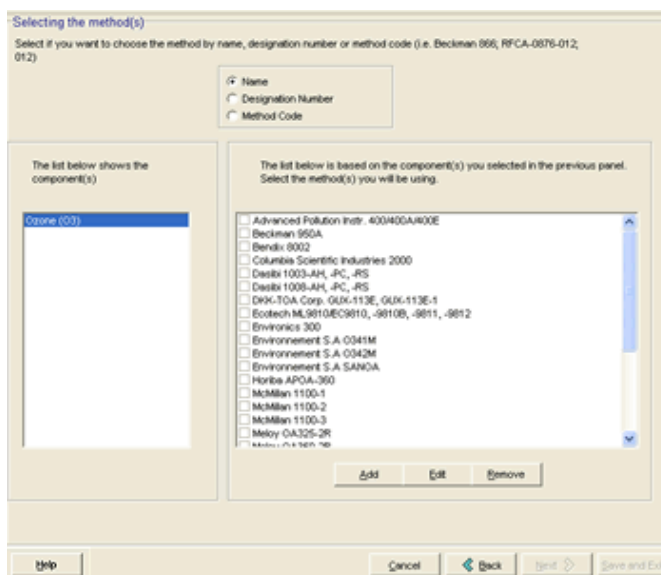 Selecting the method(s)
Select if you want to choose the method by name, designation number or method code (i.e. Beckman 866; RFCA-0876-012;
012)
Name
Designation Number
Method Code
The list below shows the
component(s)
Ozone (O3)
The list below is based on the component(s) you selected in the previous panel.
Select the method(s) you will be using.
Advanced Pollution Instr. 400/400A/400E
Beckman 950A
Bendix 8002
Columbia Scientific Industries 2000
Dasibi 1003-AH, -PC, -RS
Dasibi 1008-AH, -PC, -RS
DKK-TOA Corp. GUX-113E, GUX-113E-1
Ecotech ML9810/EC9810, -9810B, -9811, -9812
Environics 300
Environnement S.A O341M
Environnement S.A O342M
Environnement S.A SANOA
Horiba APOA-360
McMillan 1100-1
McMillan 1100-2
McMillan 1100-3
Meloy OA325-2R
Meloy OA350-2R
Add Edit Remove
Help Cancel Back Next Save and Ex